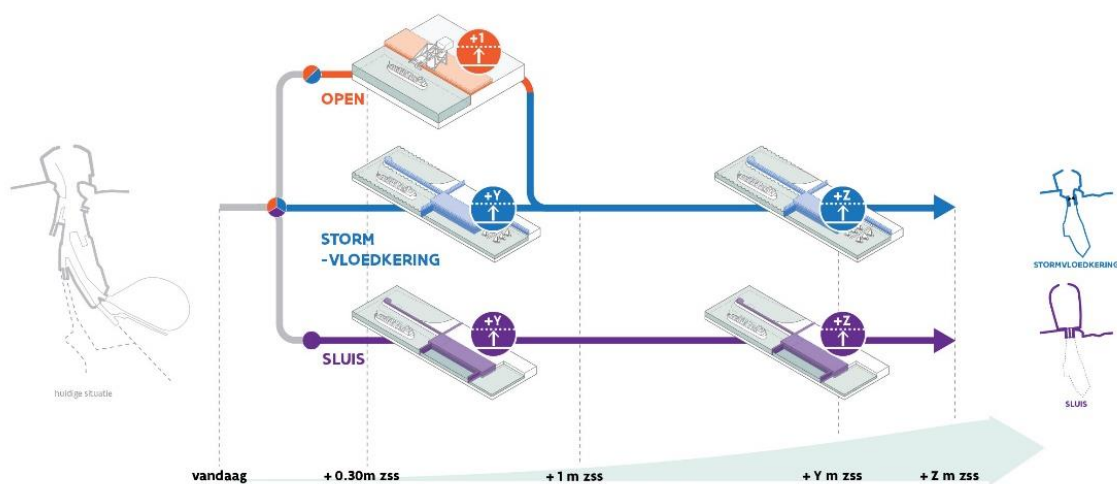 +1
OPEN
+Y
+Z
STORM
-VLOEDKERING
+Y
+Z
SLUIS
huidige situatie
STORMVLOEDKERING
SLUIS
vandaag
+ 0.30m zss
+ 1 m zss
+ Y m zss
+ Z m zss